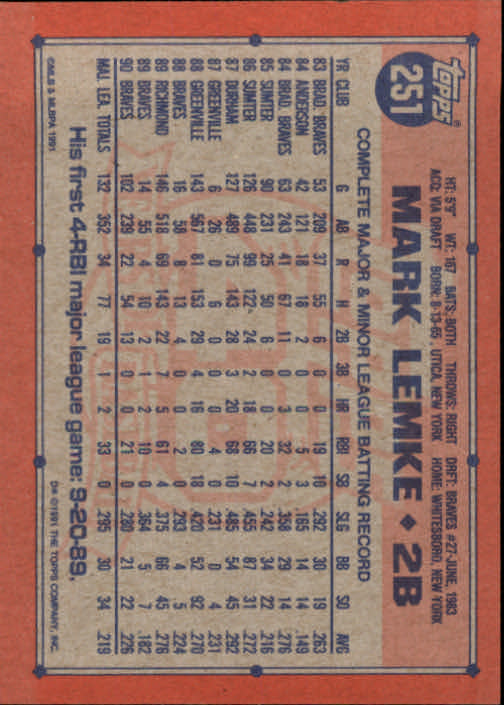 topps®
251
HT: 5'9" WT: 167 BATS: BOTH THROWS: RIGHT DRFT: BRAVES #27-JUNE, 1983
ACQ: VIA DRAFT BORN: 8-13-65, UTICA, NEW YORK HOME: WHITESBORO, NEW YORK
MARK LEMKE ◆ 2B
COMPLETE MAJOR & MINOR LEAGUE BATTING RECORD
YR CLUB G AB R H 2B 3B HR RBI SB SLG BB SO AVG
83 BRAD. BRAVES 53 209 37 55 6 0 0 19 10 .292 30 19 .263
84 ANDERSON 42 121 18 18 2 0 0 5 3 .165 14 14 .149
84 BRAD. BRAVES 63 243 41 67 11 0 3 32 2 .358 29 14 .276
85 SUMTER 90 231 25 50 6 0 0 20 2 .242 34 22 .216
86 SUMTER 126 448 99 122 24 2 18 66 7 .455 87 31 .272
87 DURHAM 127 489 75 143 28 3 20 68 10 .485 54 45 .292
87 GREENVILLE 6 26 0 6 0 0 0 4 0 .231 0 4 .231
88 GREENVILLE 143 567 81 153 29 4 16 80 18 .420 52 92 .270
88 BRAVES 16 58 8 13 4 0 0 2 0 .293 4 5 .224
89 RICHMOND 146 518 69 143 22 7 5 61 4 .375 66 45 .276
89 BRAVES 14 55 4 10 2 1 2 10 0 .364 5 7 .182
90 BRAVES 102 239 22 54 13 0 0 21 0 .280 21 22 .226
MAJ. LEA. TOTALS 132 352 34 77 19 1 2 33 0 .295 30 34 .219
His first 4-RBI major league game: 9-20-89.
©MLB & MLBPA 1991
D* ©1991 THE TOPPS COMPANY, INC.